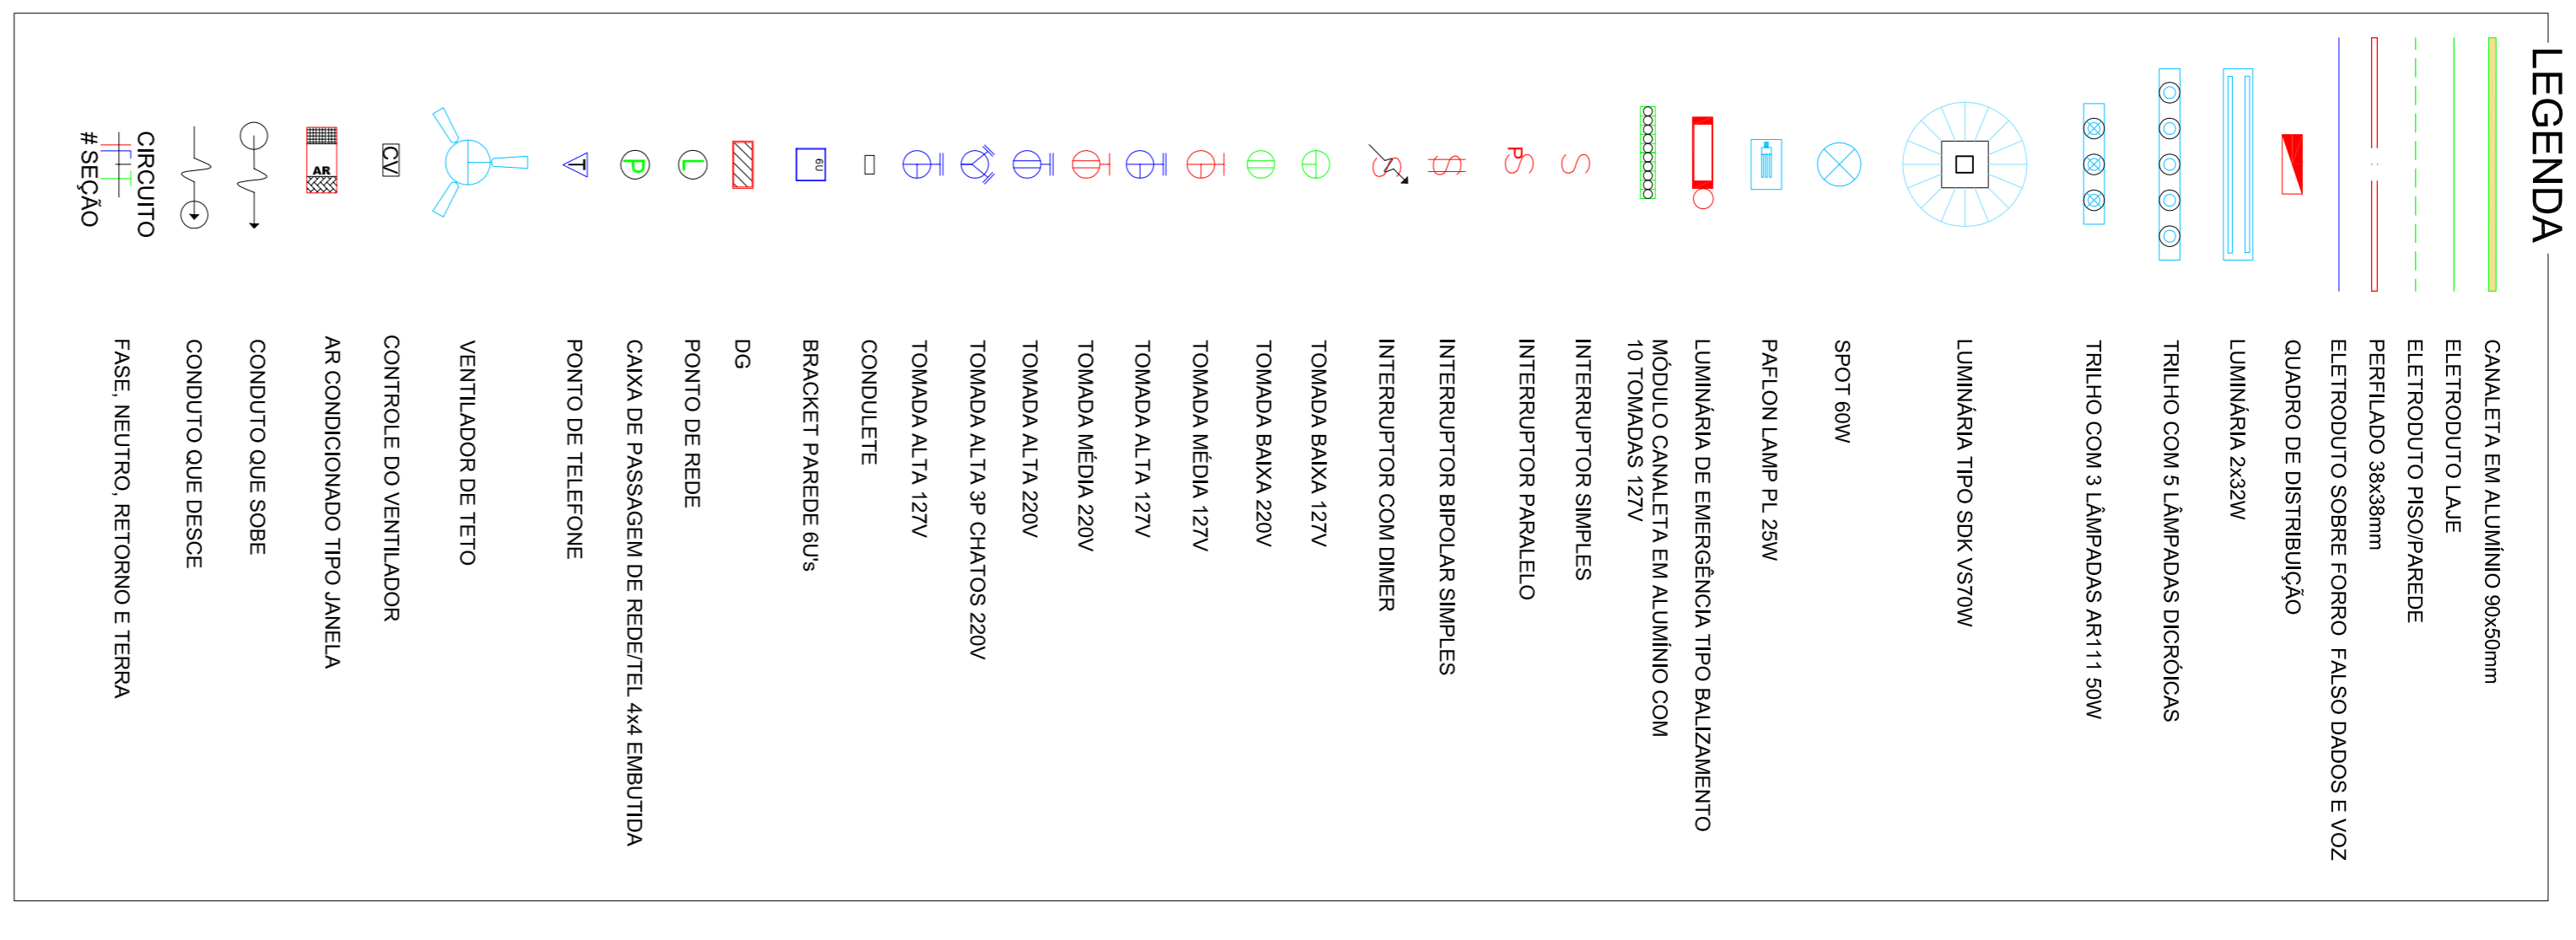 LEGENDA
CANALETA EM ALUMÍNIO 90x50mm
ELETRODUTO LAJE
ELETRODUTO PISO/PAREDE
PERFILADO 38x38mm
ELETRODUTO SOBRE FORRO FALSO DADOS E VOZ
QUADRO DE DISTRIBUIÇÃO
LUMINÁRIA 2x32W
TRILHO COM 5 LÂMPADAS DICRÓICAS
TRILHO COM 3 LÂMPADAS AR111 50W
LUMINÁRIA TIPO SDK VS70W
SPOT 60W
PAFLON LAMP PL 25W
LUMINÁRIA DE EMERGÊNCIA TIPO BALIZAMENTO
MÓDULO CANALETA EM ALUMÍNIO COM
10 TOMADAS 127V
S INTERRUPTOR SIMPLES
SP INTERRUPTOR PARALELO
S INTERRUPTOR BIPOLAR SIMPLES
S INTERRUPTOR COM DIMER
TOMADA BAIXA 127V
TOMADA BAIXA 220V
TOMADA MÉDIA 127V
TOMADA ALTA 127V
TOMADA MÉDIA 220V
TOMADA ALTA 220V
TOMADA ALTA 3P CHATOS 220V
TOMADA ALTA 127V
CONDULETE
6U BRACKET PAREDE 6U's
DG
L PONTO DE REDE
P CAIXA DE PASSAGEM DE REDE/TEL 4x4 EMBUTIDA
T PONTO DE TELEFONE
VENTILADOR DE TETO
CV CONTROLE DO VENTILADOR
AR AR CONDICIONADO TIPO JANELA
CONDUTO QUE SOBE
CONDUTO QUE DESCE
CIRCUITO
# SEÇÃO
FASE, NEUTRO, RETORNO E TERRA